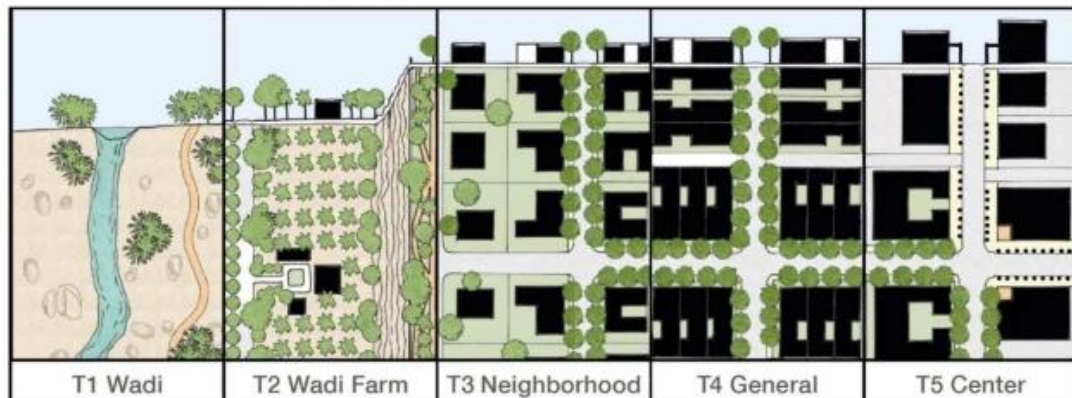 T1 Wadi
T2 Wadi Farm
T3 Neighborhood
T4 General
T5 Center